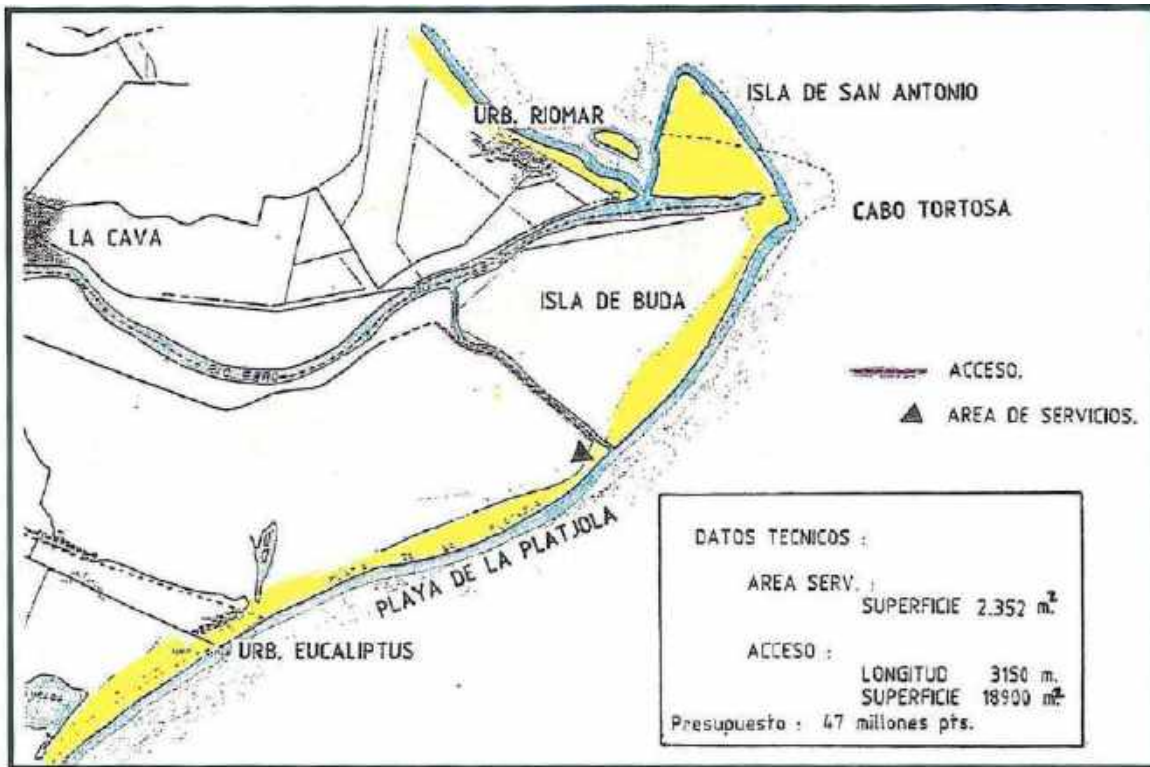 ISLA DE SAN ANTONIO
URB. RIOMAR
CABO TORTOSA
LA CAVA
ISLA DE BUDA
RIO EBRO
ACCESO.
AREA DE SERVICIOS.
PLAYA DE LA PLATJOLA
URB. EUCALIPTUS
DATOS TECNICOS :
AREA SERV. :
SUPERFICIE 2.352 m²
ACCESO :
LONGITUD 3150 m.
SUPERFICIE 18900 m².
Presupuesto : 47 millones pts.